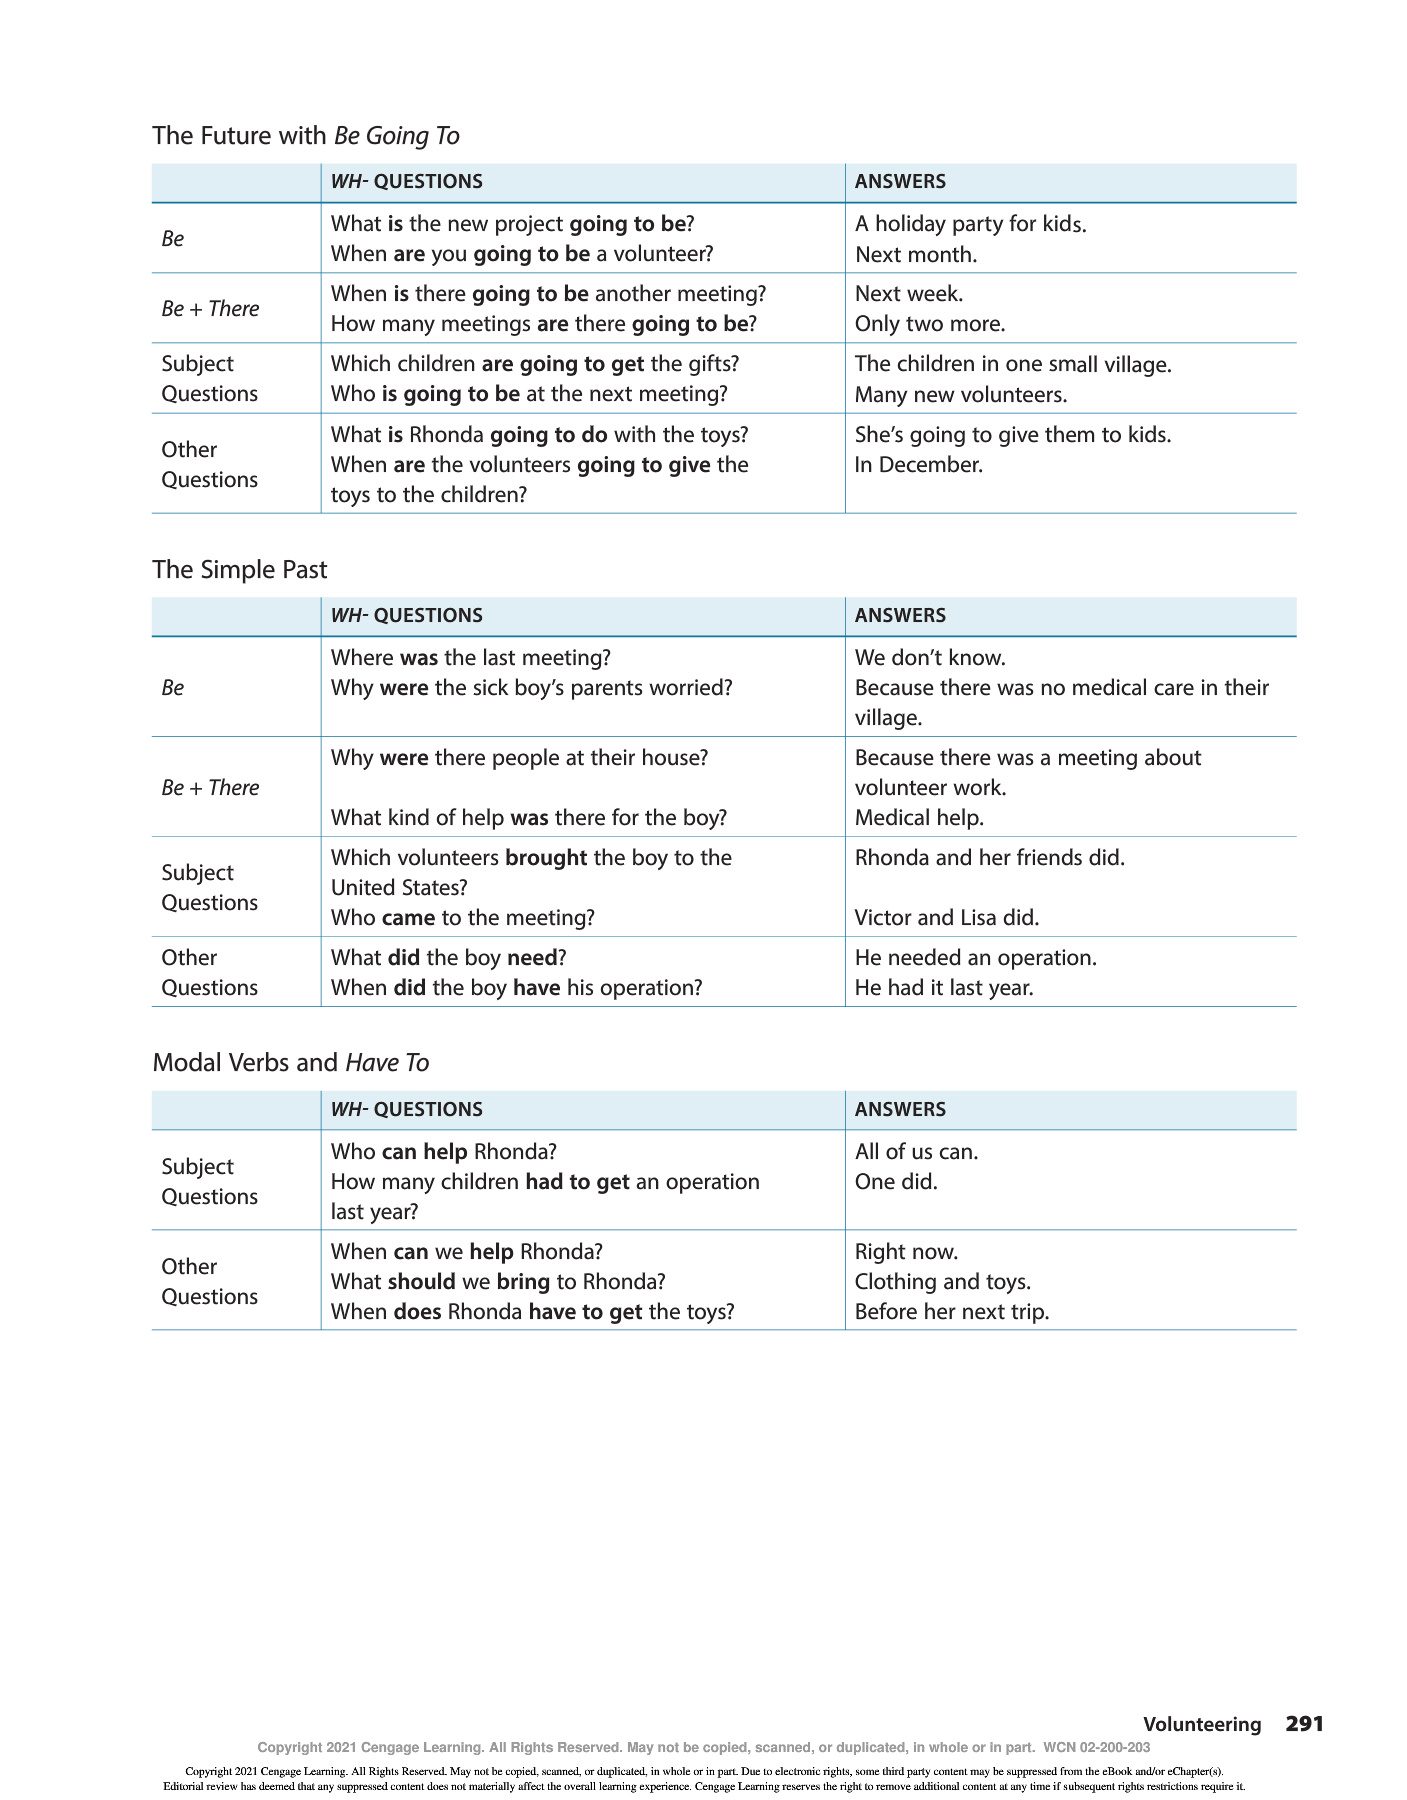 The Future with Be Going To
WH- QUESTIONS ANSWERS
Be
What is the new project going to be? A holiday party for kids.
When are you going to be a volunteer? Next month.
Be + There
When is there going to be another meeting? Next week.
How many meetings are there going to be? Only two more.
Subject Questions
Which children are going to get the gifts? The children in one small village.
Who is going to be at the next meeting? Many new volunteers.
Other Questions
What is Rhonda going to do with the toys? She's going to give them to kids.
When are the volunteers going to give the In December.
toys to the children?
The Simple Past
WH- QUESTIONS ANSWERS
Be
Where was the last meeting? We don't know.
Why were the sick boy's parents worried? Because there was no medical care in their
village.
Be + There
Why were there people at their house? Because there was a meeting about
volunteer work.
What kind of help was there for the boy? Medical help.
Subject Questions
Which volunteers brought the boy to the Rhonda and her friends did.
United States?
Who came to the meeting? Victor and Lisa did.
Other Questions
What did the boy need? He needed an operation.
When did the boy have his operation? He had it last year.
Modal Verbs and Have To
WH- QUESTIONS ANSWERS
Subject Questions
Who can help Rhonda? All of us can.
How many children had to get an operation One did.
last year?
Other Questions
When can we help Rhonda? Right now.
What should we bring to Rhonda? Clothing and toys.
When does Rhonda have to get the toys? Before her next trip.
Volunteering 291
Copyright 2021 Cengage Learning. All Rights Reserved. May not be copied, scanned, or duplicated, in whole or in part. WCN 02-200-203
Copyright 2021 Cengage Learning. All Rights Reserved. May not be copied, scanned, or duplicated, in whole or in part. Due to electronic rights, some third party content may be suppressed from the eBook and/or eChapter(s).
Editorial review has deemed that any suppressed content does not materially affect the overall learning experience. Cengage Learning reserves the right to remove additional content at any time if subsequent rights restrictions require it.